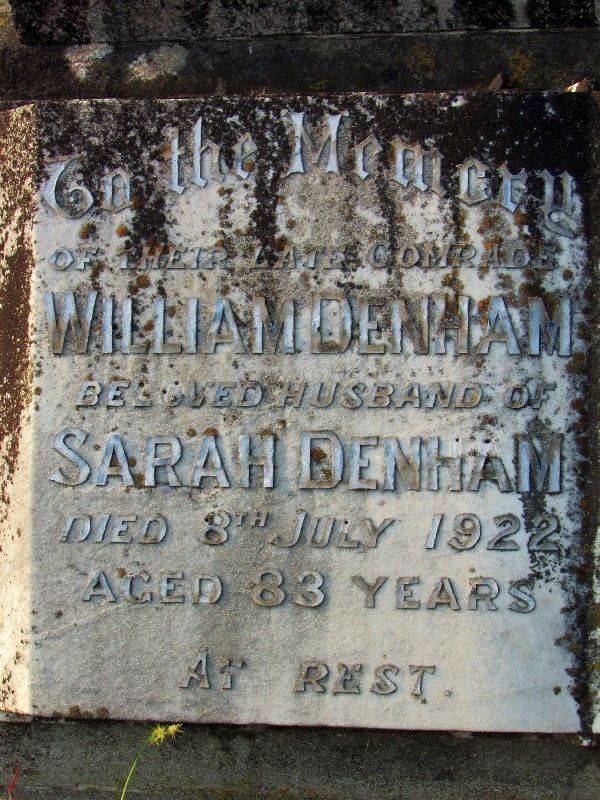 To the Memory
OF THEIR LATE COMRADE
WILLIAM DENHAM
BELOVED HUSBAND OF
SARAH DENHAM
DIED 8TH JULY 1922
AGED 83 YEARS
AT REST.